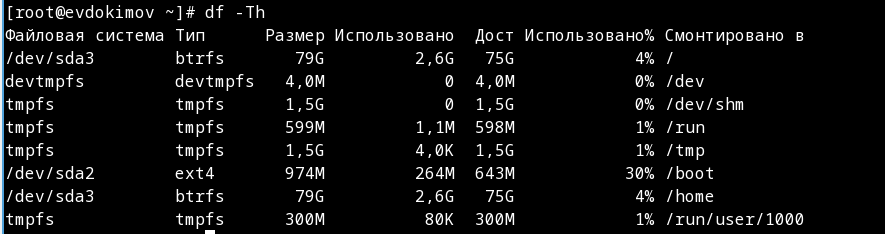 [root@evdokimov ~]# df -Th
Файловая система Тип      Размер Использовано  Дост Использовано% Смонтировано в
/dev/sda3        btrfs       79G         2,6G   75G            4% /
devtmpfs         devtmpfs   4,0M            0  4,0M            0% /dev
tmpfs            tmpfs      1,5G            0  1,5G            0% /dev/shm
tmpfs            tmpfs      599M         1,1M  598M            1% /run
tmpfs            tmpfs      1,5G         4,0K  1,5G            1% /tmp
/dev/sda2        ext4       974M         264M  643M           30% /boot
/dev/sda3        btrfs       79G         2,6G   75G            4% /home
tmpfs            tmpfs      300M          80K  300M            1% /run/user/1000